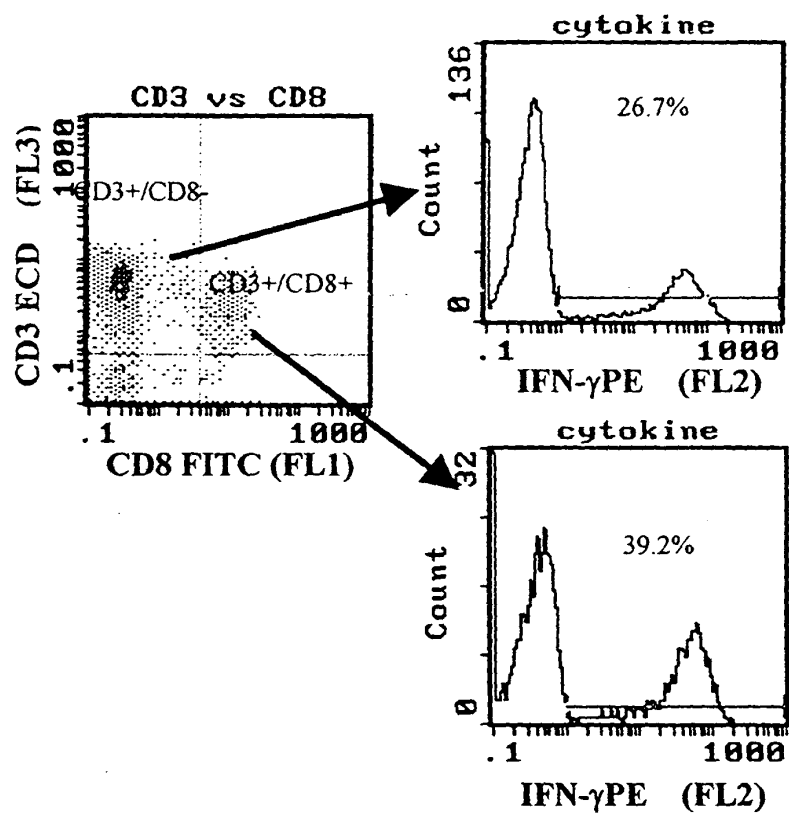 CD3 vs CD8
CD3 ECD (FL3)
1000
.1
CD3+/CD8-
CD3+/CD8+
.1 1000
CD8 FITC (FL1)
cytokine
136
Count
0
26.7%
.1 1000
IFN-γPE (FL2)
cytokine
32
Count
0
39.2%
.1 1000
IFN-γPE (FL2)